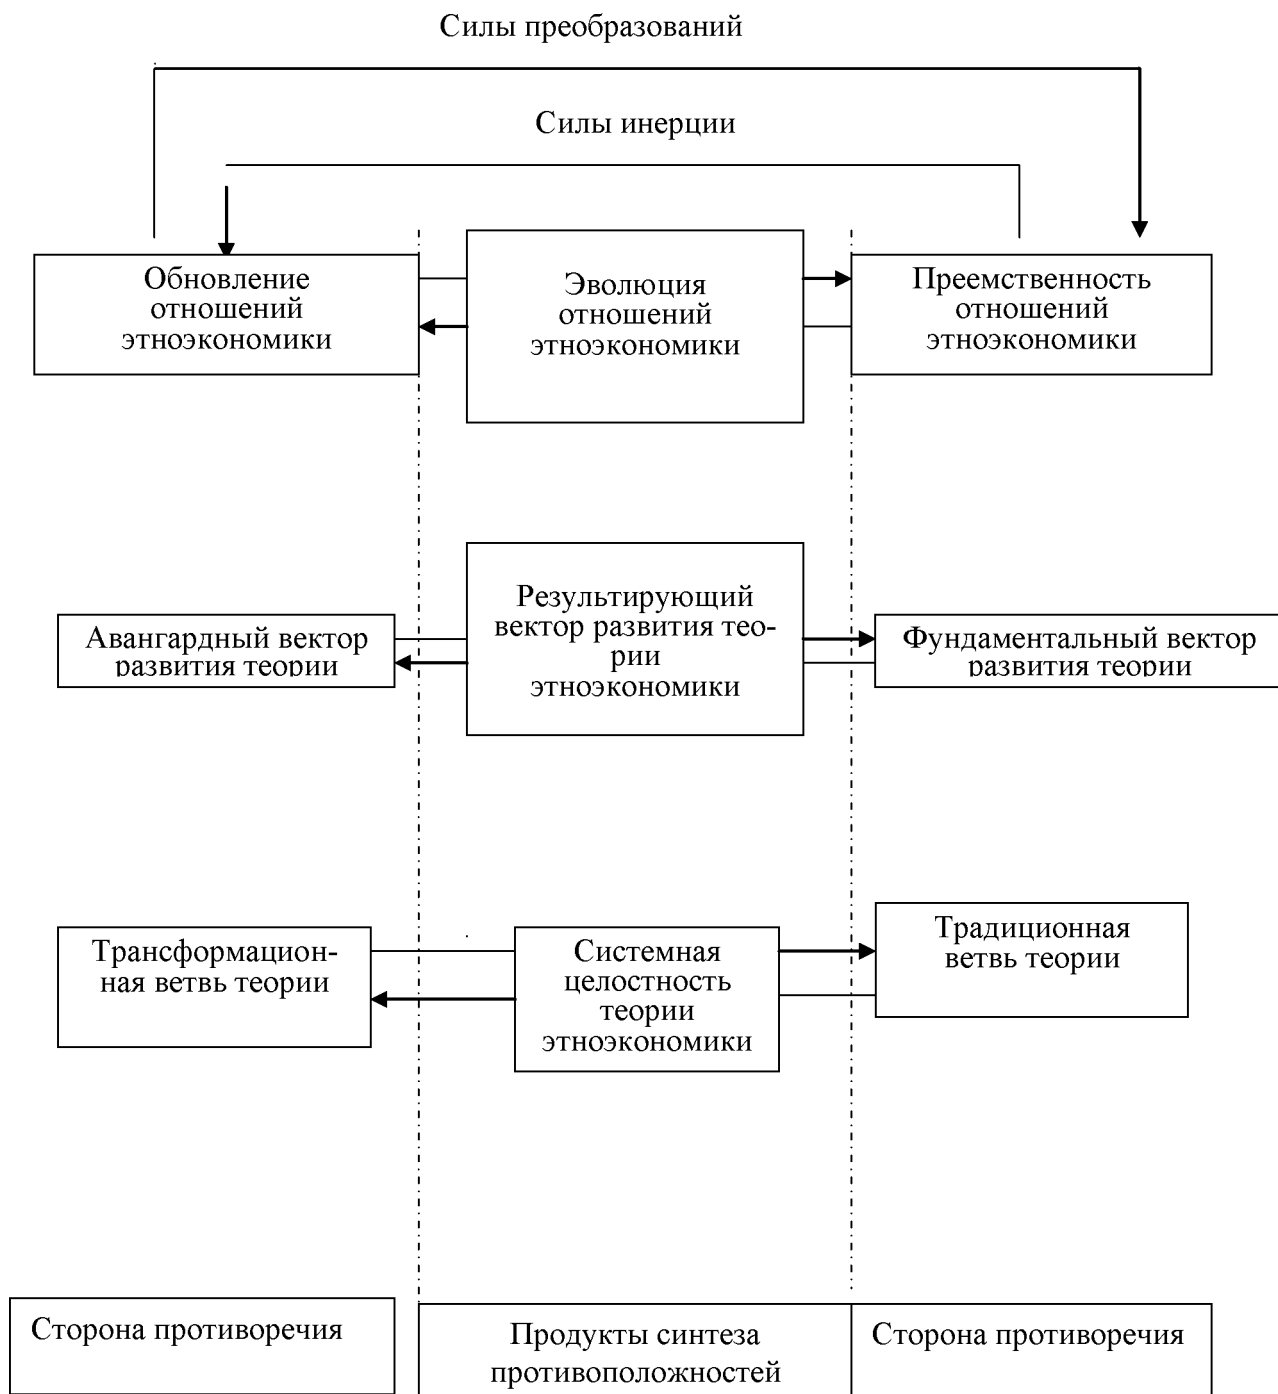 Силы преобразований
Силы инерции
Обновление
отношений
этноэкономики
Эволюция
отношений
этноэкономики
Преемственность
отношений
этноэкономики
Авангардный вектор
развития теории
Результирующий
вектор развития тео-
рии
этноэкономики
Фундаментальный вектор
развития теории
Трансформацион-
ная ветвь теории
Системная
целостность
теории
этноэкономики
Традиционная
ветвь теории
Сторона противоречия
Продукты синтеза
противоположностей
Сторона противоречия